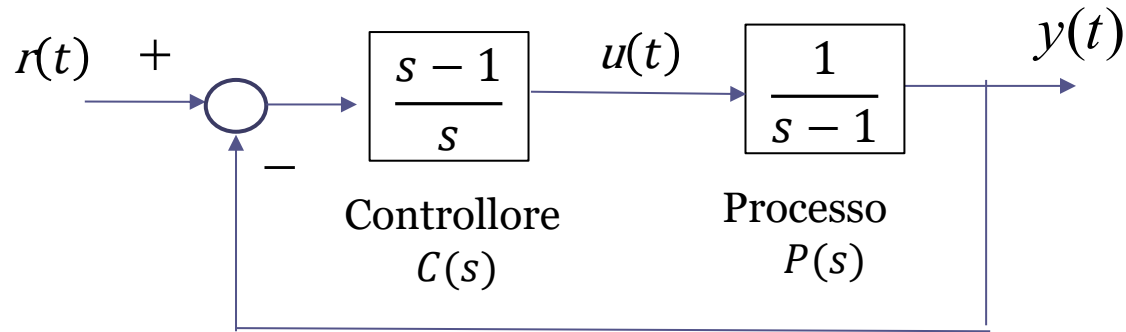 r(t) + s − 1 / s u(t) 1 / s − 1 y(t)
−
Controllore Processo
C(s) P(s)